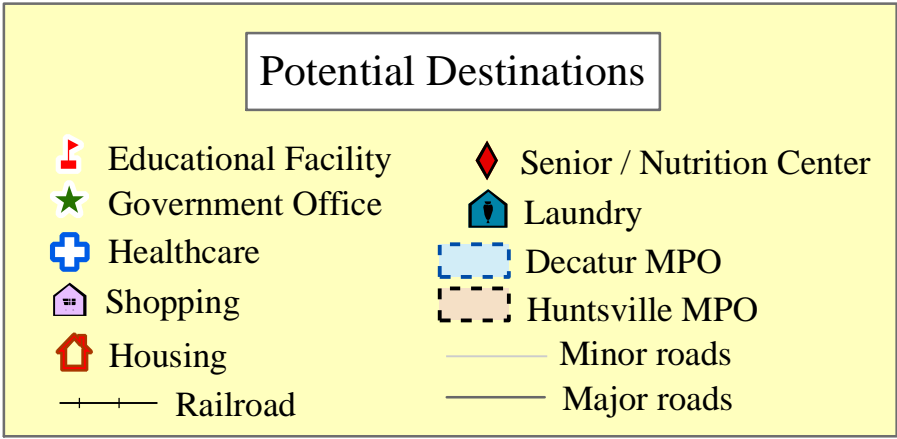 Potential Destinations
Educational Facility
Government Office
Healthcare
Shopping
Housing
Railroad
Senior / Nutrition Center
Laundry
Decatur MPO
Huntsville MPO
Minor roads
Major roads